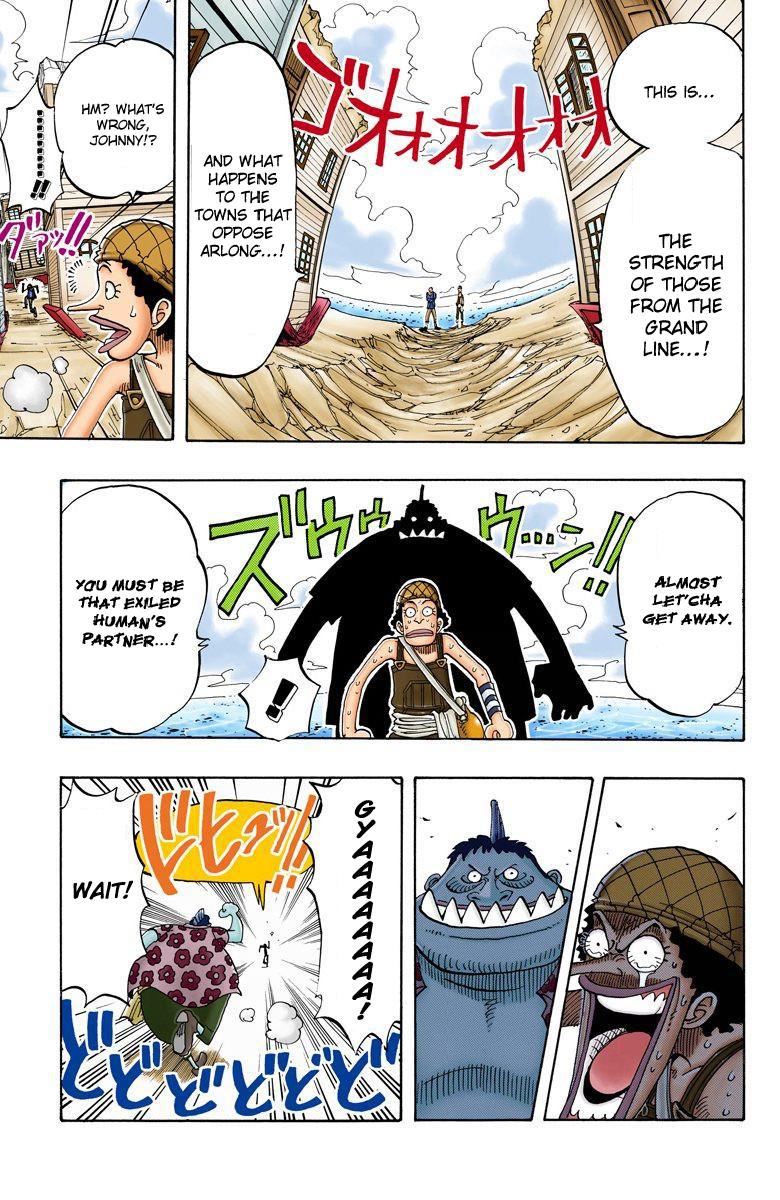 THIS IS...
THE
STRENGTH
OF THOSE
FROM THE
GRAND
LINE...!
ゴオオオオオオ
AND WHAT
HAPPENS
TO THE
TOWNS THAT
OPPOSE
ARLONG...!
HM? WHAT'S
WRONG,
JOHNNY!?
........!!
ダァッ!!
ALMOST
LET'CHA
GET AWAY.
ズウゥウゥ…ン!!
YOU MUST BE
THAT EXILED
HUMAN'S
PARTNER...!
!
GYAAAAAAAA!
ドヒュッ!!
WAIT!
どどどどどど